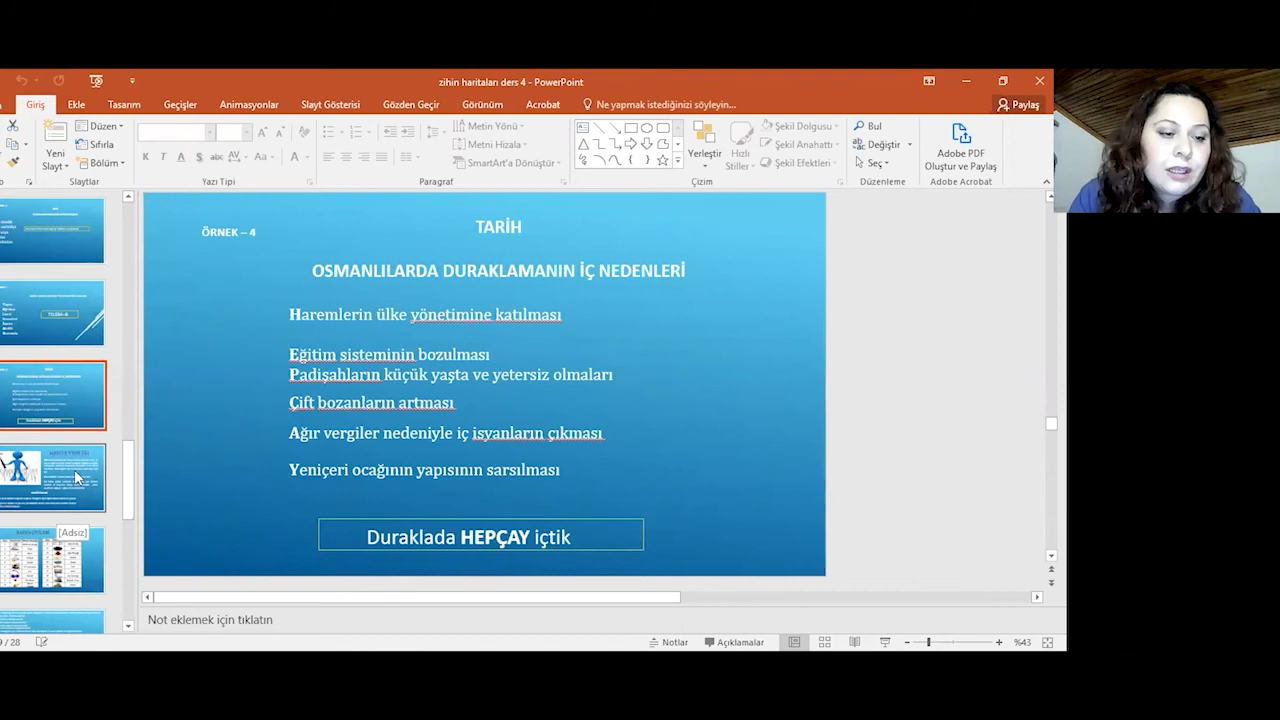 zihin haritaları ders 4 - PowerPoint
Giriş Ekle Tasarım Geçişler Animasyonlar Slayt Gösterisi Gözden Geçir Görünüm Acrobat Ne yapmak istediğinizi söyleyin... Paylaş
Yeni Slayt
Düzen
Sıfırla
Bölüm
Slaytlar
K T A S abc AV Aa A
Yazı Tipi
Metin Yönü
Metni Hizala
SmartArt'a Dönüştür
Paragraf
Yerleştir
Hızlı Stiller
Şekil Dolgusu
Şekil Anahattı
Şekil Efektleri
Çizim
Bul
Değiştir
Seç
Düzenleme
Adobe PDF Oluştur ve Paylaş
Adobe Acrobat
ÖRNEK – 4
TARİH
OSMANLILARDA DURAKLAMANIN İÇ NEDENLERİ
Haremlerin ülke yönetimine katılması
Eğitim sisteminin bozulması
Padişahların küçük yaşta ve yetersiz olmaları
Çift bozanların artması
Ağır vergiler nedeniyle iç isyanların çıkması
Yeniçeri ocağının yapısının sarsılması
Duraklada HEPÇAY içtik
[Adsız]
Not eklemek için tıklatın
/ 28
Notlar Açıklamalar %43